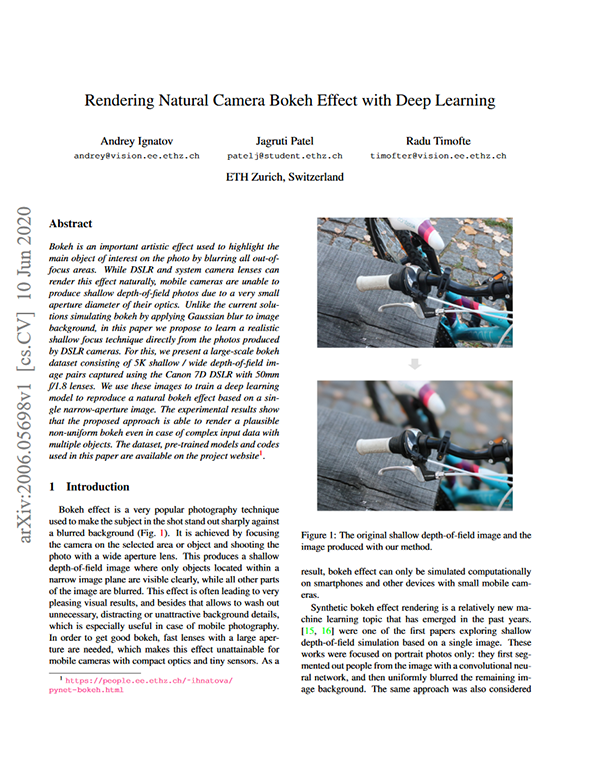 Rendering Natural Camera Bokeh Effect with Deep Learning
Andrey Ignatov
Jagruti Patel
Radu Timofte
andrey@vision.ee.ethz.ch
patelj@student.ethz.ch
timofter@vision.ee.ethz.ch
ETH Zurich, Switzerland
arXiv:2006.05698v1 [cs.CV] 10 Jun 2020
Abstract
Bokeh is an important artistic effect used to highlight the
main object of interest on the photo by blurring all out-of-
focus areas. While DSLR and system camera lenses can
render this effect naturally, mobile cameras are unable to
produce shallow depth-of-field photos due to a very small
aperture diameter of their optics. Unlike the current solu-
tions simulating bokeh by applying Gaussian blur to image
background, in this paper we propose to learn a realistic
shallow focus technique directly from the photos produced
by DSLR cameras. For this, we present a large-scale bokeh
dataset consisting of 5K shallow / wide depth-of-field im-
age pairs captured using the Canon 7D DSLR with 50mm
f/1.8 lenses. We use these images to train a deep learning
model to reproduce a natural bokeh effect based on a sin-
gle narrow-aperture image. The experimental results show
that the proposed approach is able to render a plausible
non-uniform bokeh even in case of complex input data with
multiple objects. The dataset, pre-trained models and codes
used in this paper are available on the project website1.
1 Introduction
Bokeh effect is a very popular photography technique
used to make the subject in the shot stand out sharply against
a blurred background (Fig. 1). It is achieved by focusing
the camera on the selected area or object and shooting the
photo with a wide aperture lens. This produces a shallow
depth-of-field image where only objects located within a
narrow image plane are visible clearly, while all other parts
of the image are blurred. This effect is often leading to very
pleasing visual results, and besides that allows to wash out
unnecessary, distracting or unattractive background details,
which is especially useful in case of mobile photography.
In order to get good bokeh, fast lenses with a large aper-
ture are needed, which makes this effect unattainable for
mobile cameras with compact optics and tiny sensors. As a
1 https://people.ee.ethz.ch/~ihnatova/
pynet-bokeh.html
Figure 1: The original shallow depth-of-field image and the
image produced with our method.
result, bokeh effect can only be simulated computationally
on smartphones and other devices with small mobile cam-
eras.
Synthetic bokeh effect rendering is a relatively new ma-
chine learning topic that has emerged in the past years.
[15, 16] were one of the first papers exploring shallow
depth-of-field simulation based on a single image. These
works were focused on portrait photos only: they first seg-
mented out people from the image with a convolutional neu-
ral network, and then uniformly blurred the remaining im-
age background. The same approach was also considered